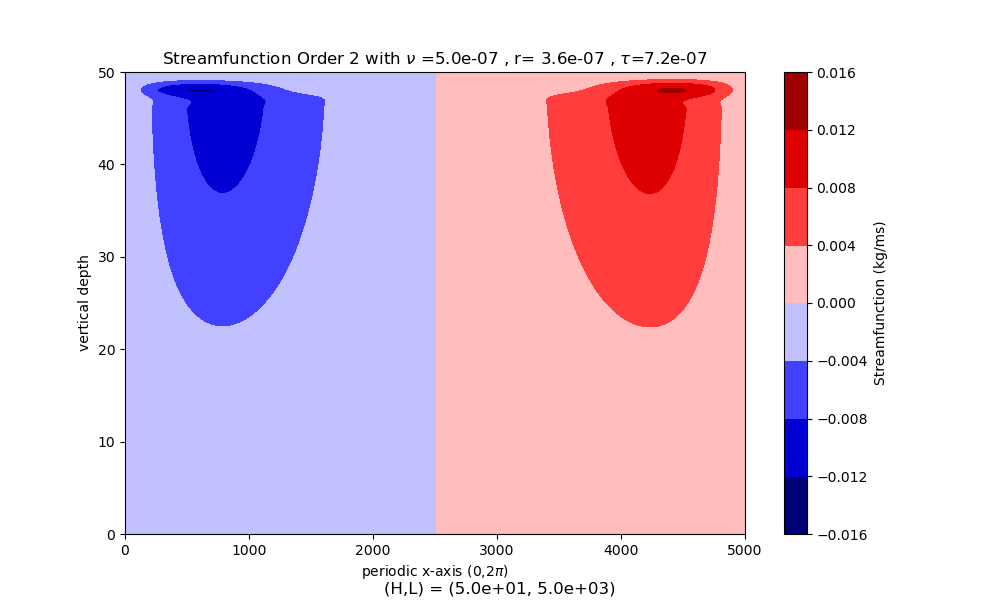 Streamfunction Order 2 with ν =5.0e-07 , r= 3.6e-07 , τ=7.2e-07
50
40
30
20
10
0
vertical depth
0 1000 2000 3000 4000 5000
periodic x-axis (0,2π)
(H,L) = (5.0e+01, 5.0e+03)
0.016
0.012
0.008
0.004
0.000
−0.004
−0.008
−0.012
−0.016
Streamfunction (kg/ms)